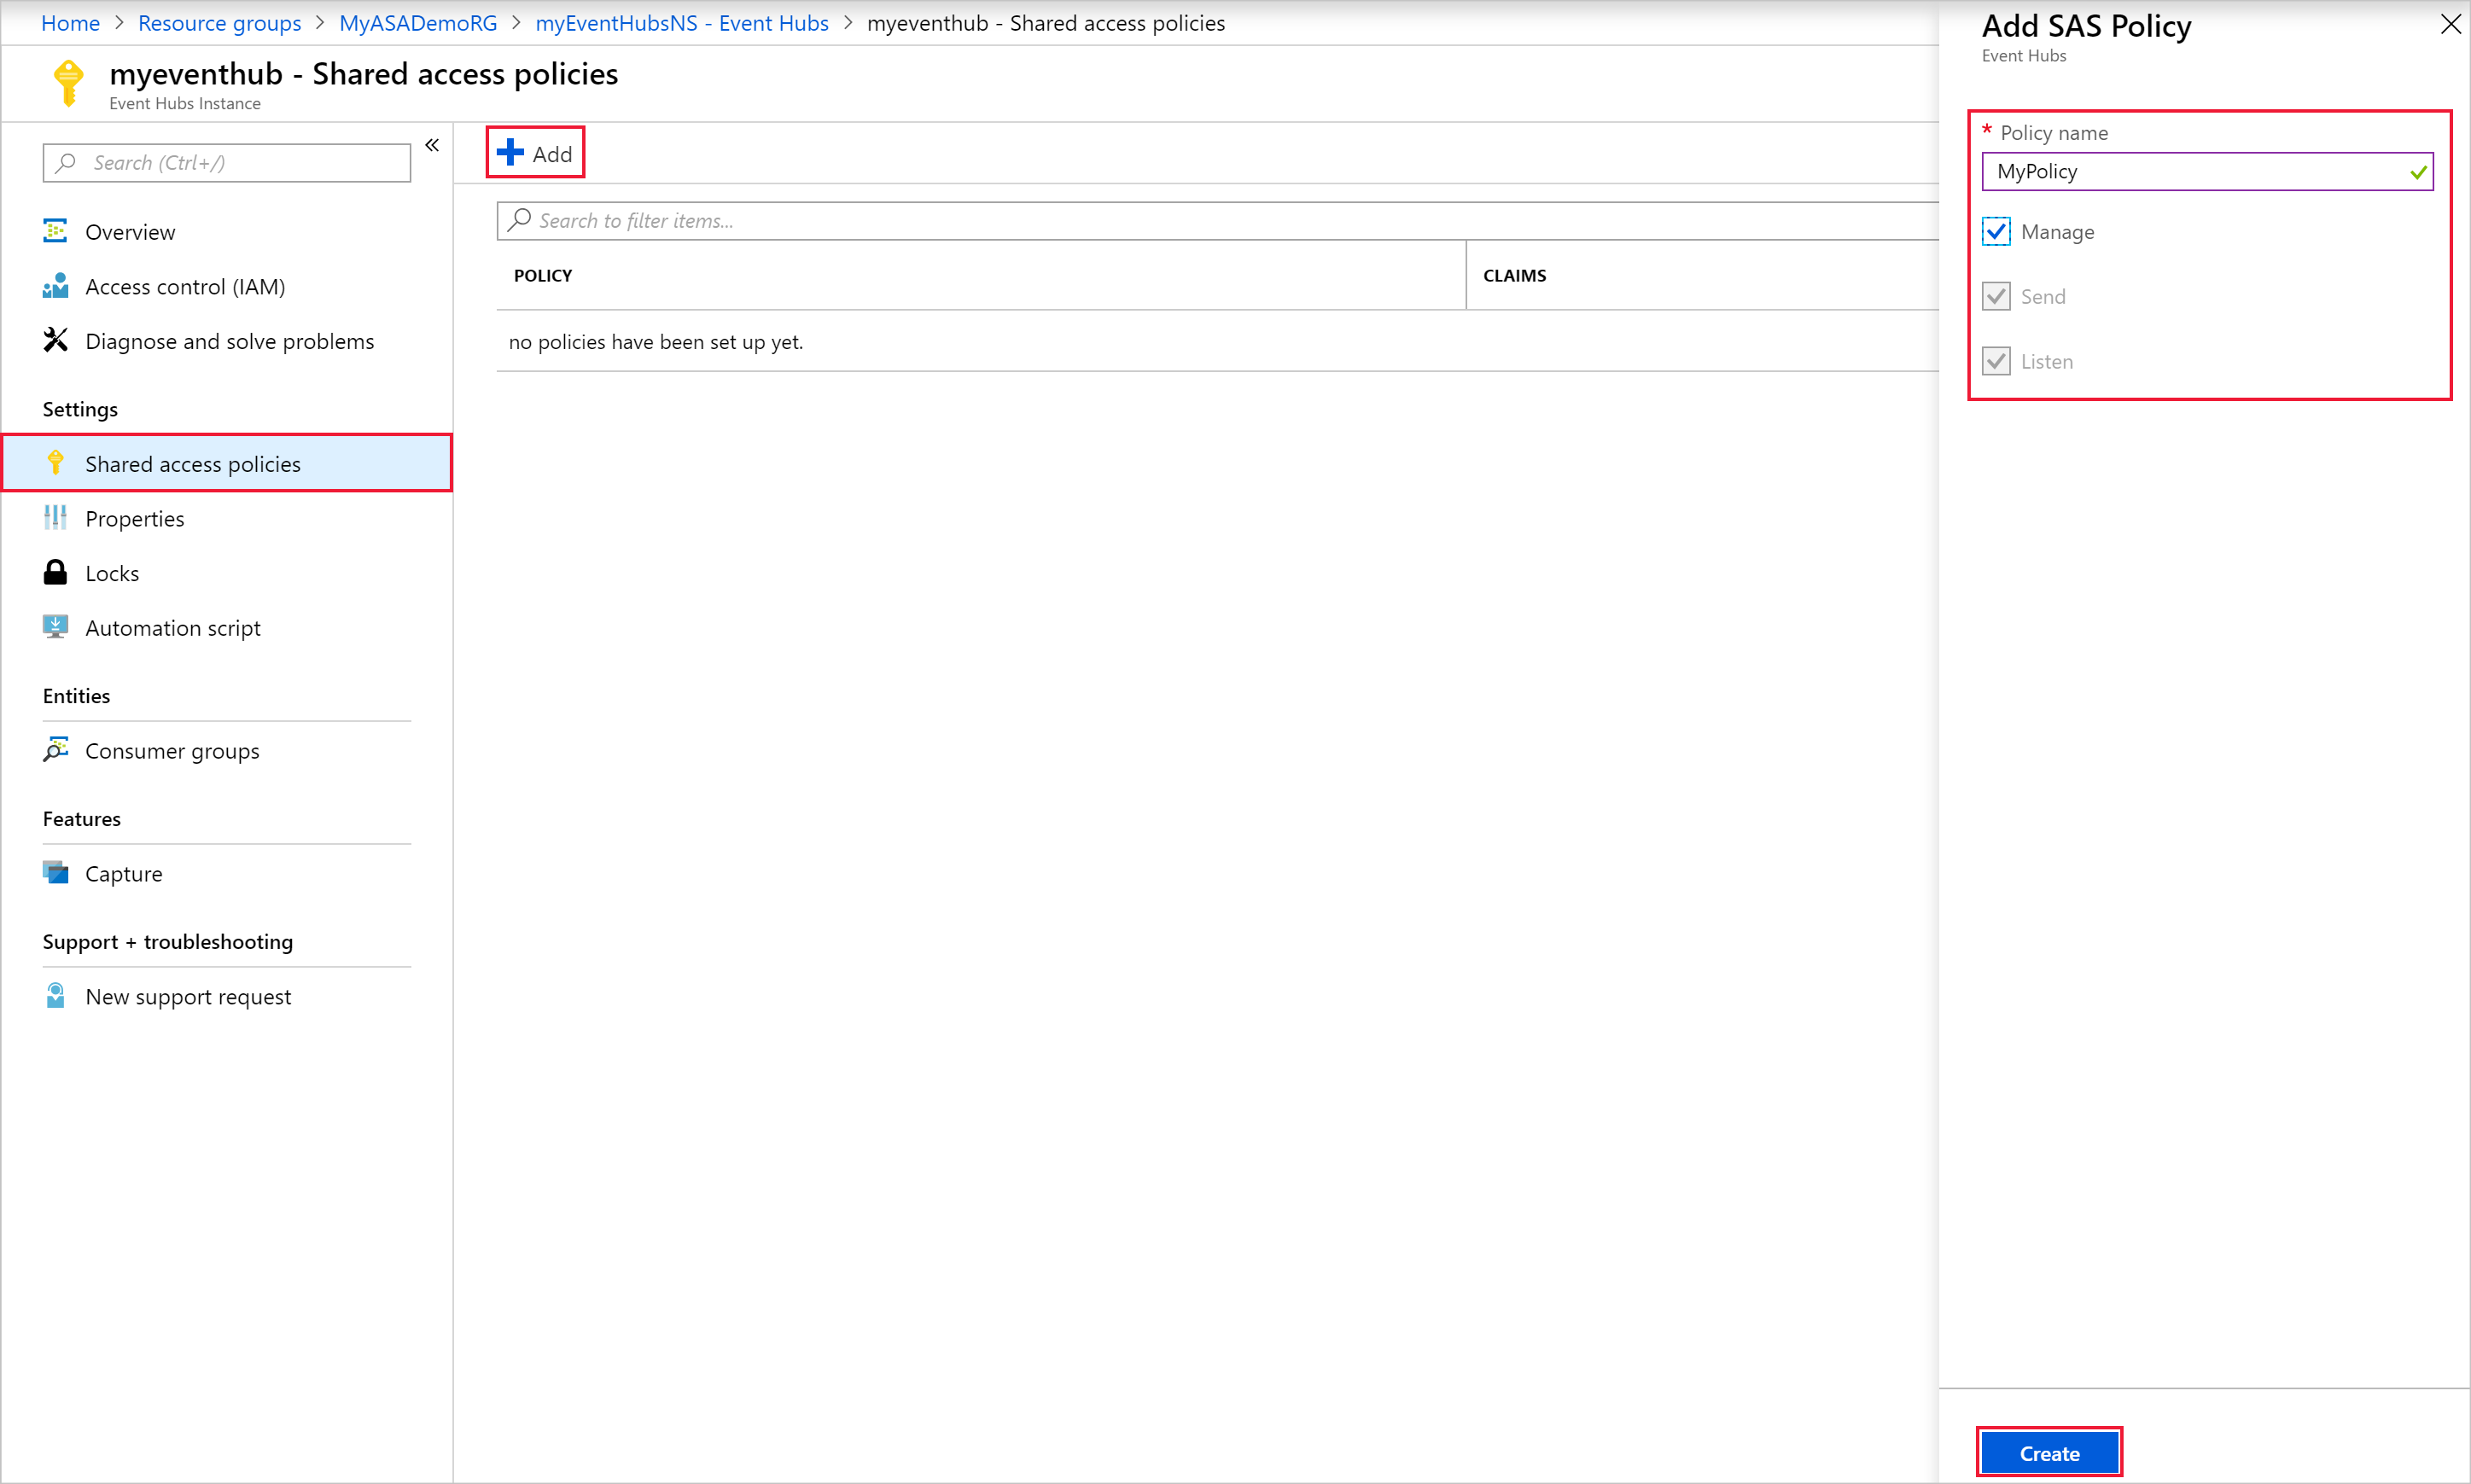 Home > Resource groups > MyASADemoRG > myEventHubsNS - Event Hubs > myeventhub - Shared access policies
myeventhub - Shared access policies
Event Hubs Instance
Search (Ctrl+/)
«
Overview
Access control (IAM)
Diagnose and solve problems
Settings
Shared access policies
Properties
Locks
Automation script
Entities
Consumer groups
Features
Capture
Support + troubleshooting
New support request
Add
Search to filter items...
POLICY CLAIMS
no policies have been set up yet.
Add SAS Policy
Event Hubs
* Policy name
MyPolicy
Manage
Send
Listen
Create